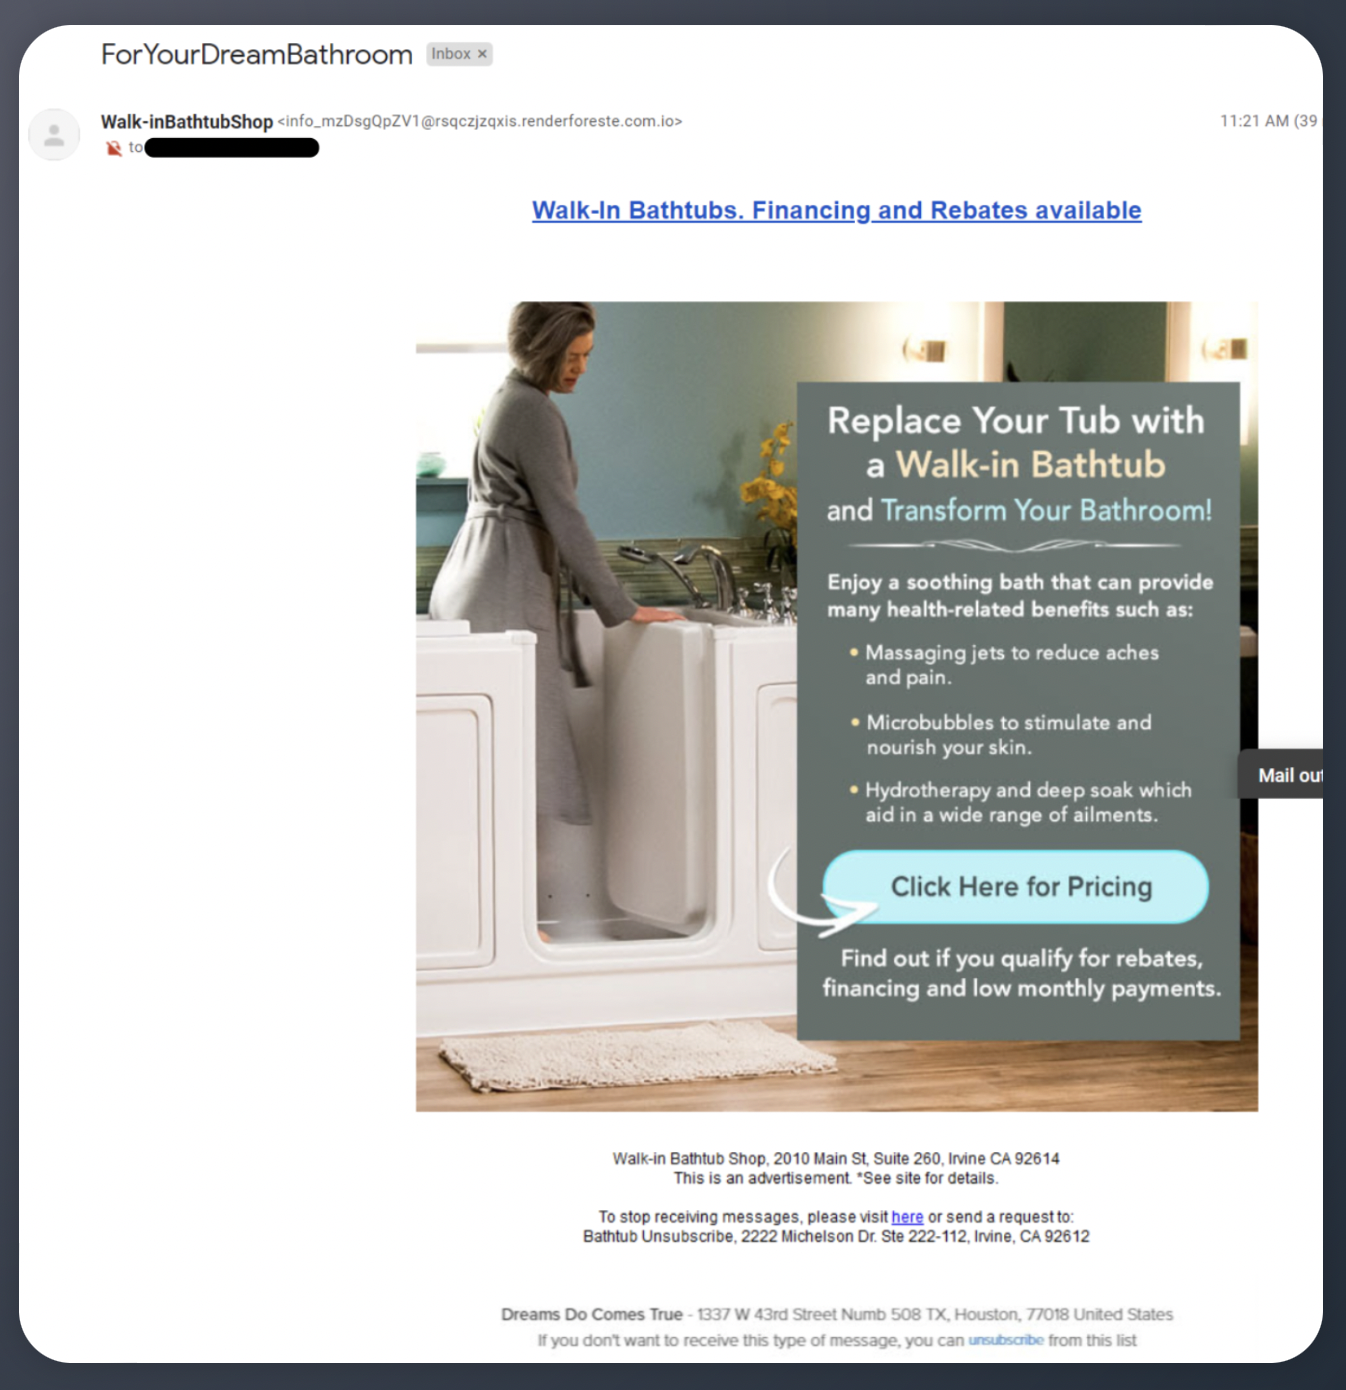 ForYourDreamBathroom Inbox ×
Walk-inBathtubShop <info_mzDsgQpZV1@rsqczjzqxis.renderforeste.com.io> 11:21 AM (39
to
Walk-In Bathtubs. Financing and Rebates available
Replace Your Tub with
a Walk-in Bathtub
and Transform Your Bathroom!
Enjoy a soothing bath that can provide
many health-related benefits such as:
• Massaging jets to reduce aches
and pain.
• Microbubbles to stimulate and
nourish your skin.
• Hydrotherapy and deep soak which
aid in a wide range of ailments.
Click Here for Pricing
Find out if you qualify for rebates,
financing and low monthly payments.
Mail out
Walk-in Bathtub Shop, 2010 Main St, Suite 260, Irvine CA 92614
This is an advertisement. *See site for details.
To stop receiving messages, please visit here or send a request to:
Bathtub Unsubscribe, 2222 Michelson Dr. Ste 222-112, Irvine, CA 92612
Dreams Do Comes True - 1337 W 43rd Street Numb 508 TX, Houston, 77018 United States
If you don't want to receive this type of message, you can unsubscribe from this list